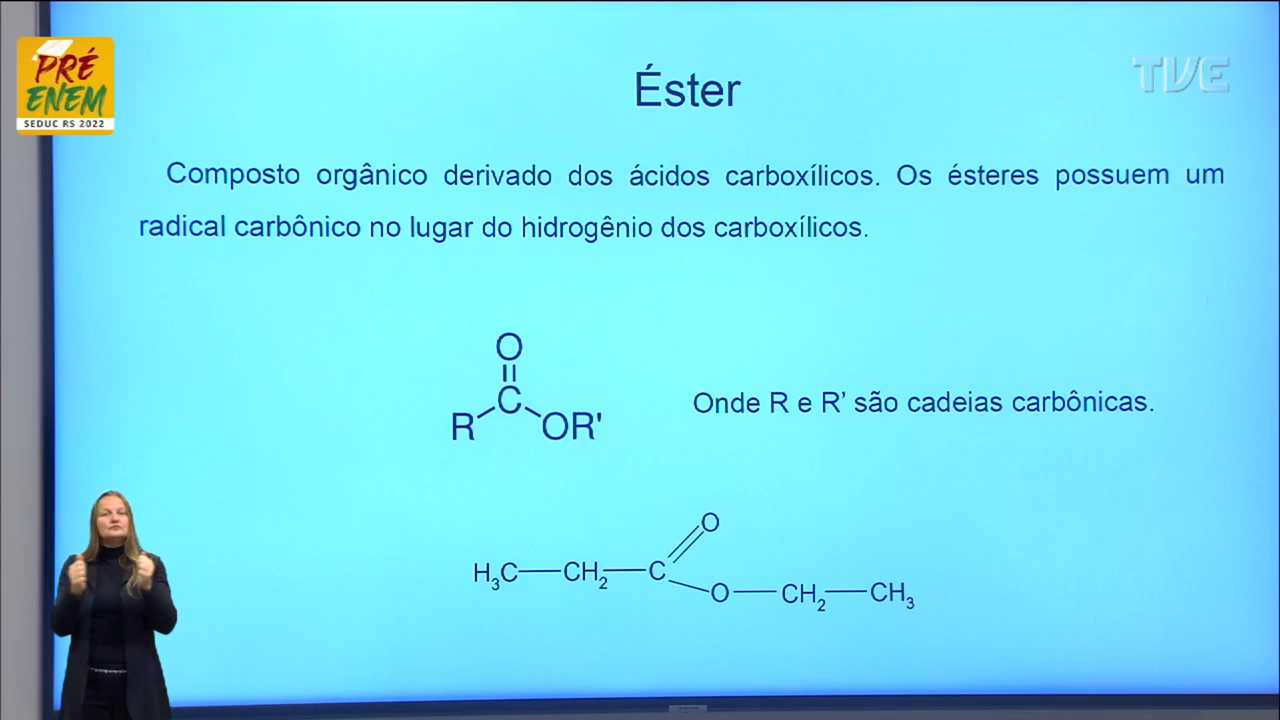 PRÉ
ENEM
SEDUC RS 2022
TVE
Éster
Composto orgânico derivado dos ácidos carboxílicos. Os ésteres possuem um
radical carbônico no lugar do hidrogênio dos carboxílicos.
O
C
R OR'
Onde R e R' são cadeias carbônicas.
O
H₃C CH₂ C
O CH₂ CH₃